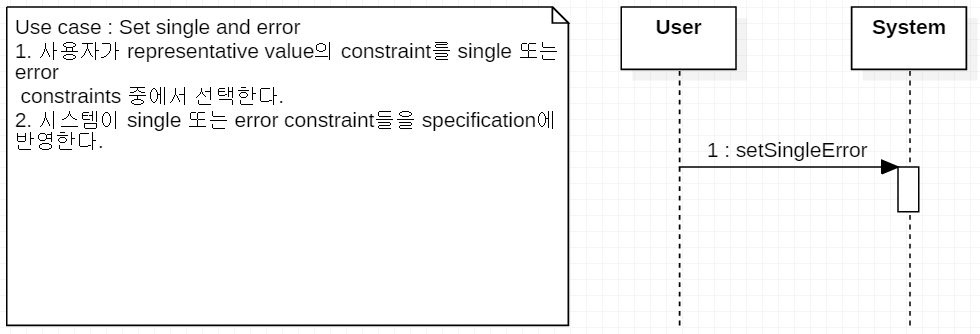 Use case : Set single and error
1. 사용자가 representative value의 constraint를 single 또는
error
constraints 중에서 선택한다.
2. 시스템이 single 또는 error constraint들을 specification에
반영한다.
User
System
1 : setSingleError